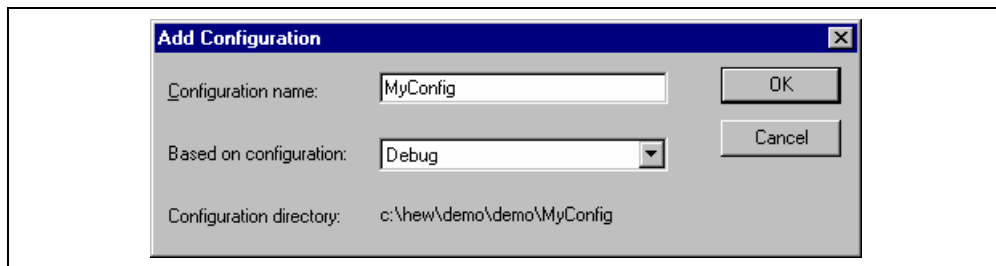 Add Configuration
Configuration name: MyConfig OK
Based on configuration: Debug Cancel
Configuration directory: c:\hew\demo\demo\MyConfig